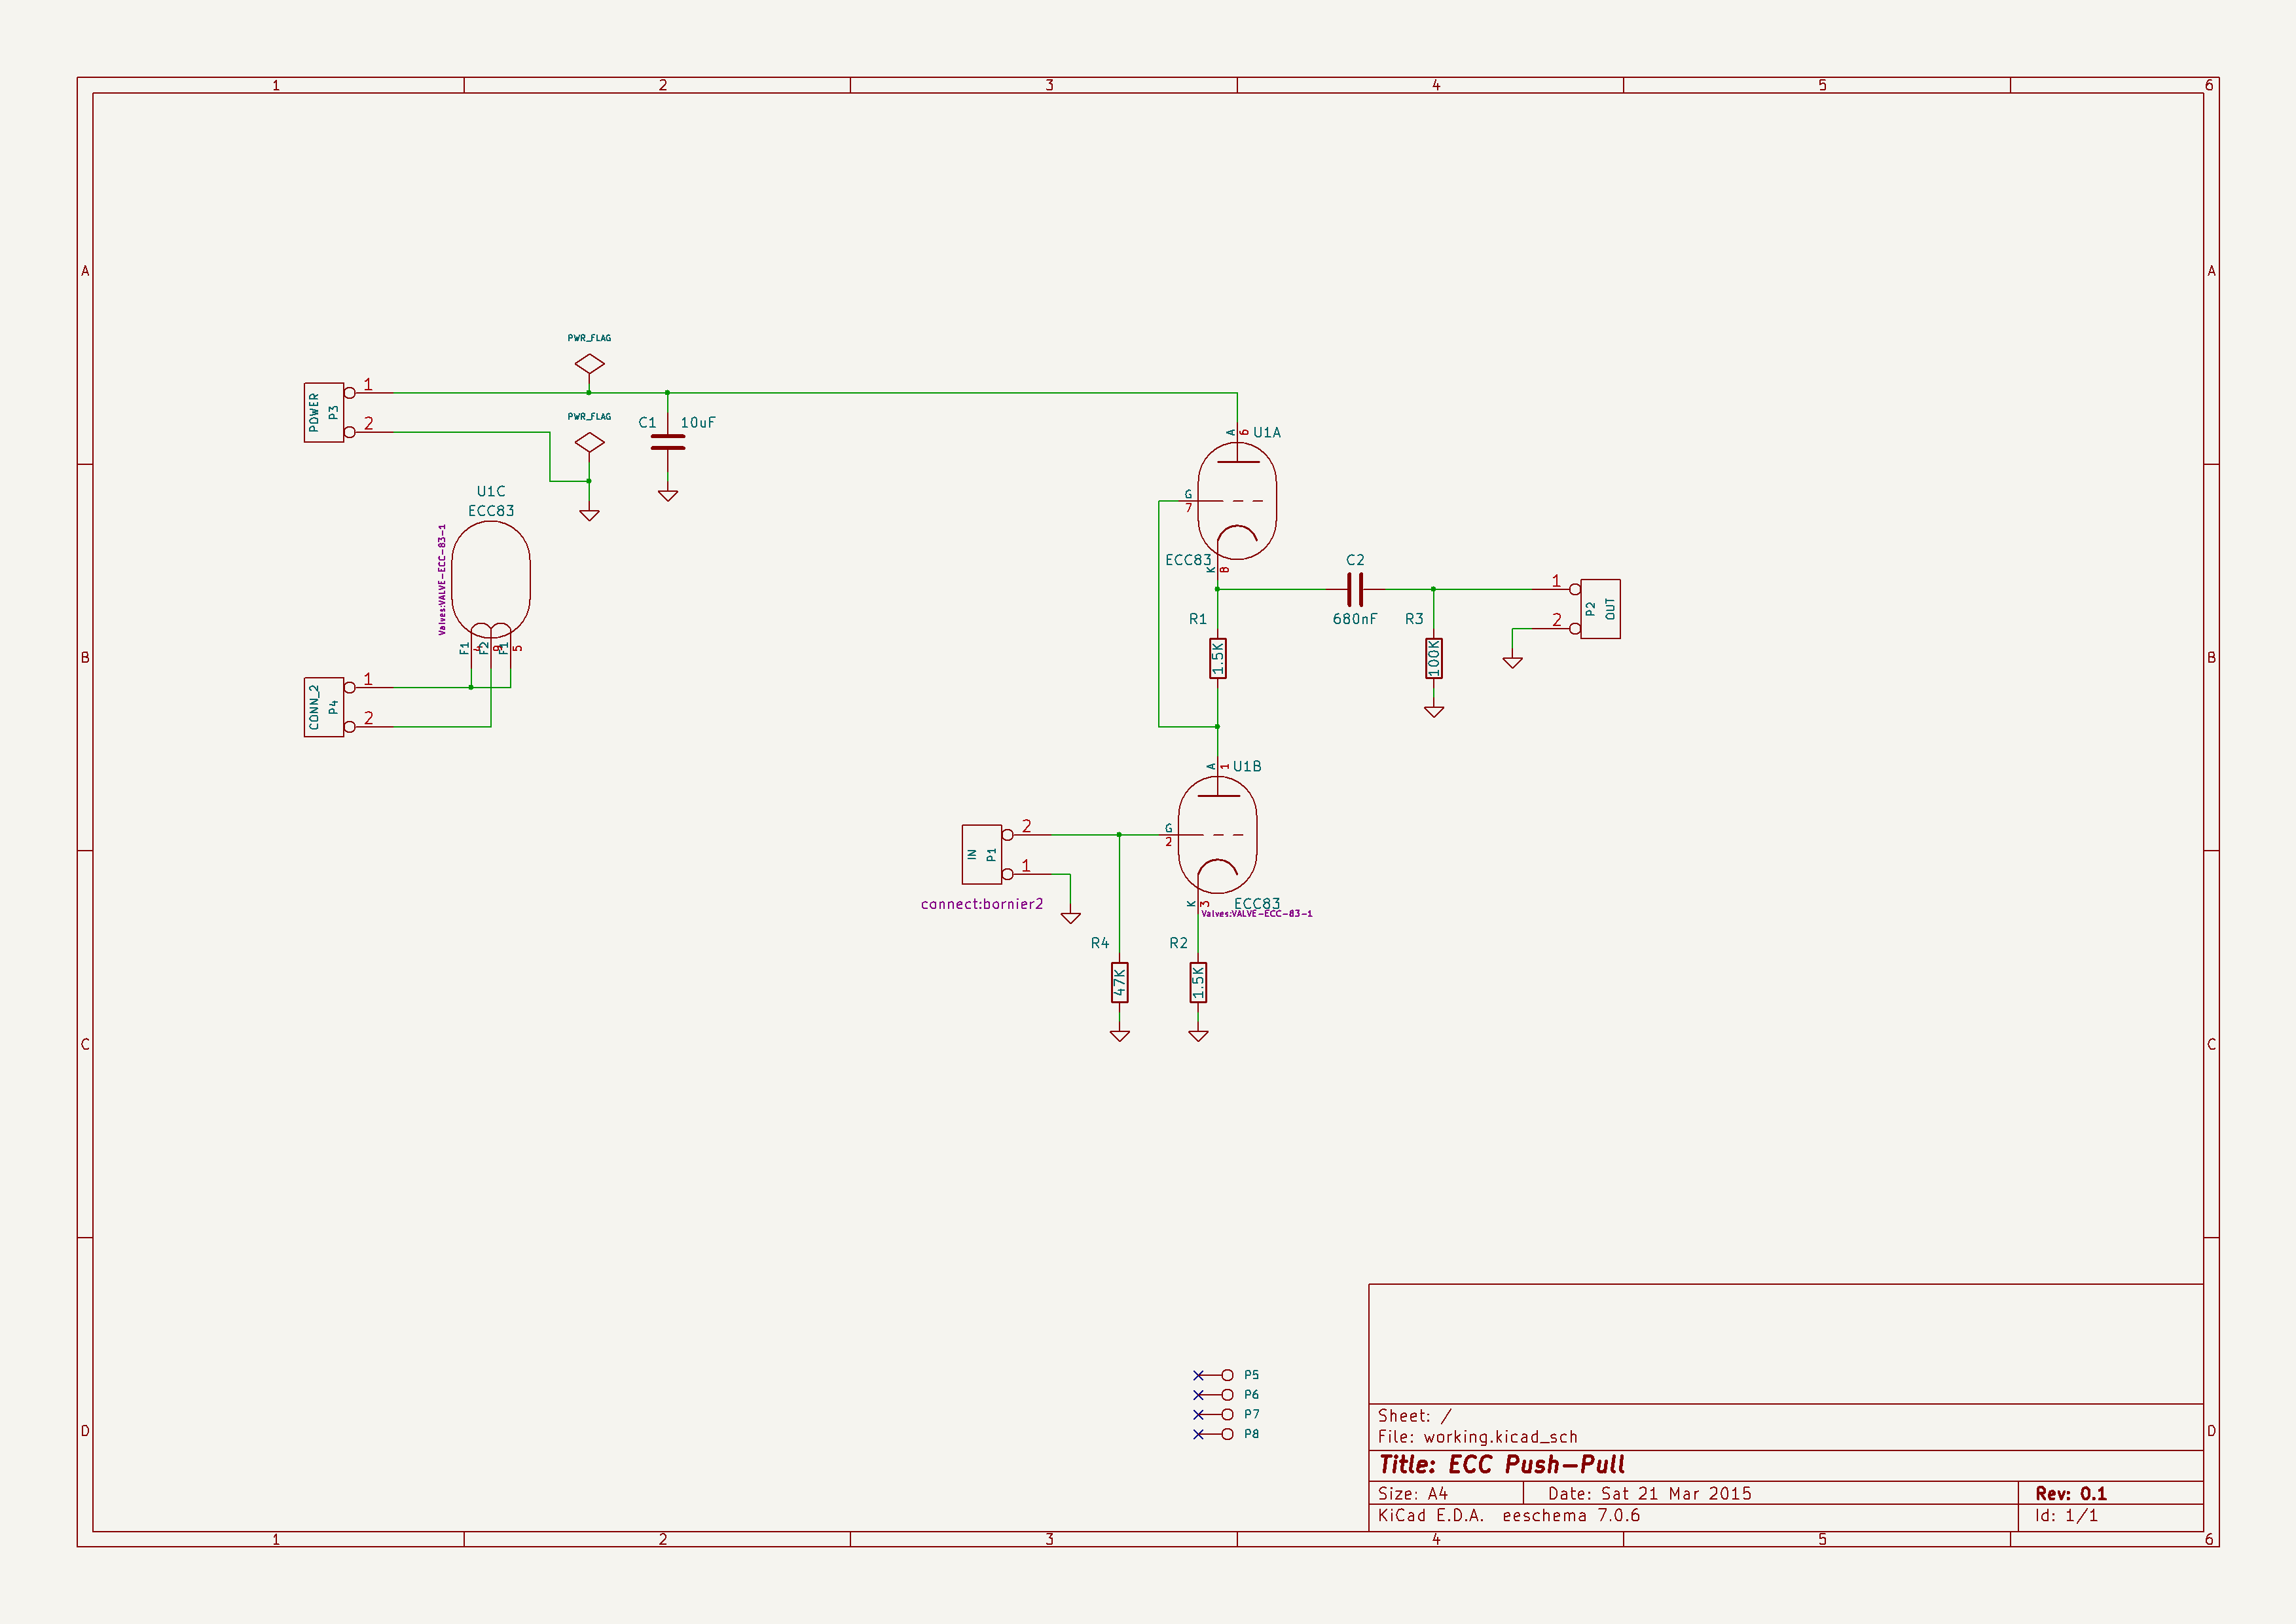 1 2 3 4 5 6
A A
PWR_FLAG
POWER
P3
1
2
PWR_FLAG
C1 10uF
A
6
U1A
G
7
ECC83
K
8
U1C
ECC83
Valves:VALVE-ECC-83-1
F1
4
F2
9
F1
5
CONN_2
P4
1
2
C2
680nF
R1
1.5K
R3
100K
1
2
P2
OUT
B B
A
1
U1B
G
2
IN
P1
2
1
connect:bornier2
K
3
ECC83
Valves:VALVE-ECC-83-1
R4
47K
R2
1.5K
C C
P5
P6
P7
P8
D D
Sheet: /
File: working.kicad_sch
Title: ECC Push-Pull
Size: A4 Date: Sat 21 Mar 2015 Rev: 0.1
KiCad E.D.A. eeschema 7.0.6 Id: 1/1
1 2 3 4 5 6